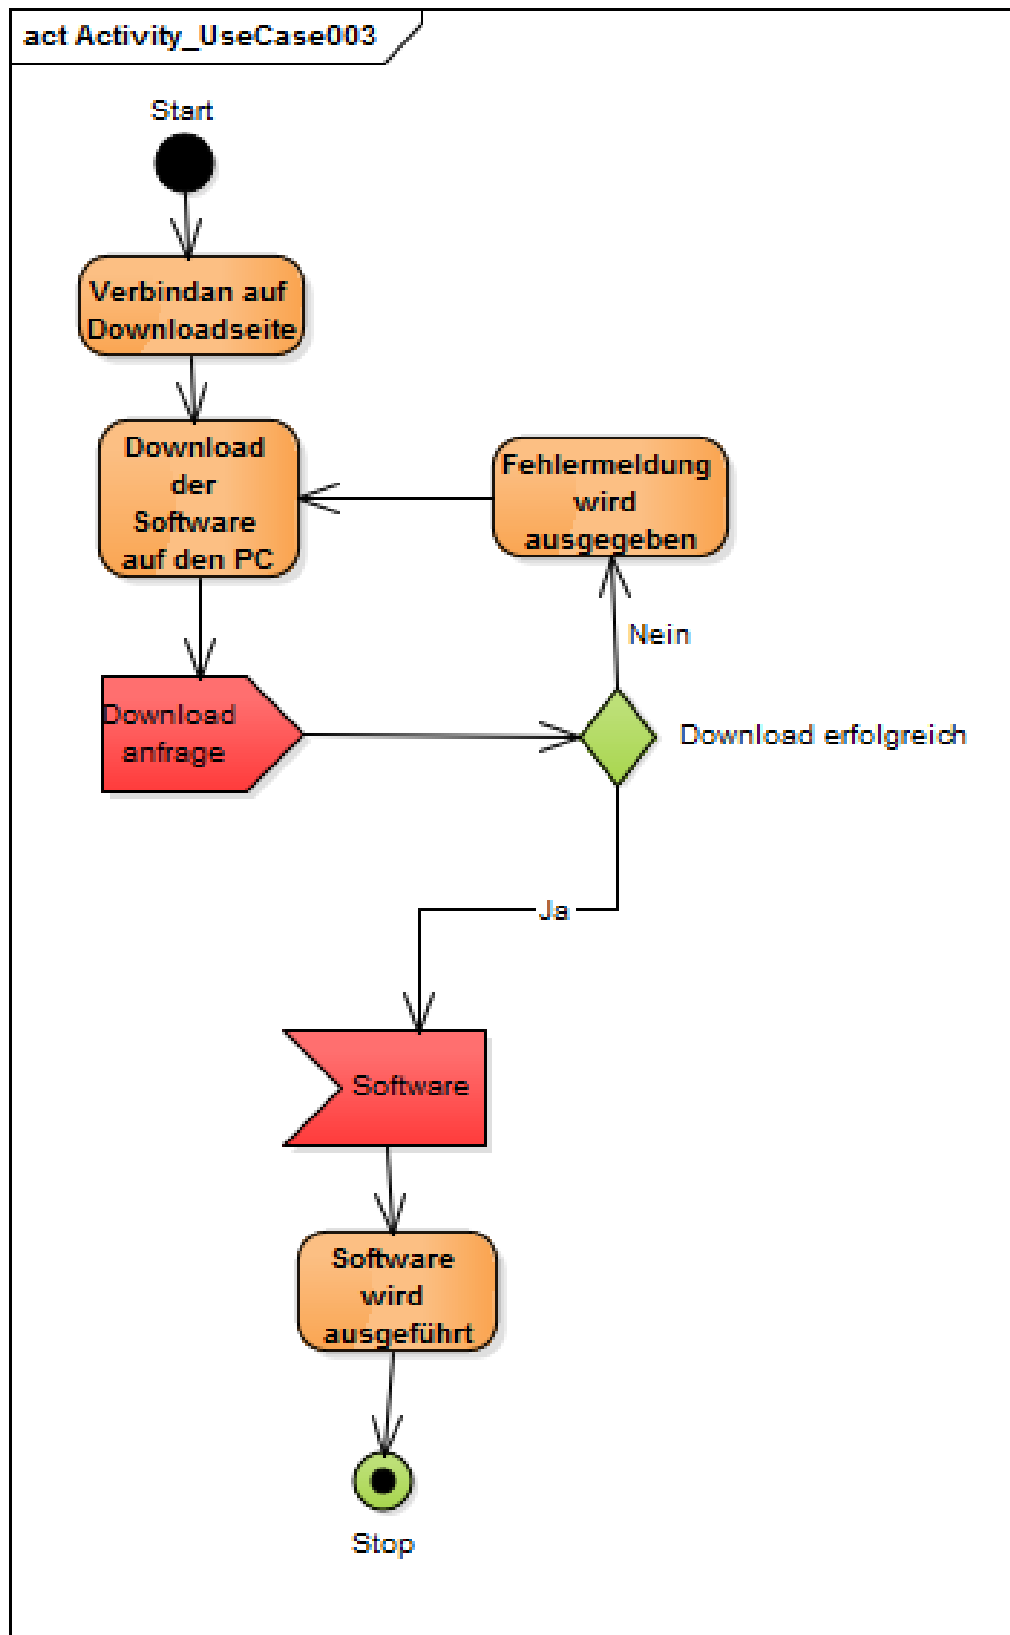 act Activity_UseCase003
Start
Verbindan auf
Downloadseite
Download
der
Software
auf den PC
Fehlermeldung
wird
ausgegeben
Nein
Download
anfrage
Download erfolgreich
Ja
Software
Software
wird
ausgeführt
Stop